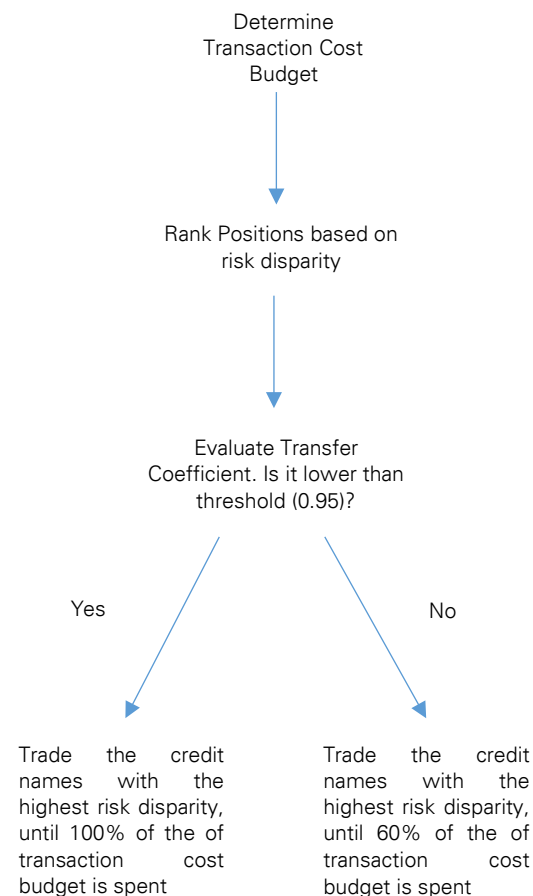 Determine
Transaction Cost
Budget
Rank Positions based on
risk disparity
Evaluate Transfer
Coefficient. Is it lower than
threshold (0.95)?
Yes
No
Trade the credit
names with the
highest risk disparity,
until 100% of the of
transaction cost
budget is spent
Trade the credit
names with the
highest risk disparity,
until 60% of the of
transaction cost
budget is spent